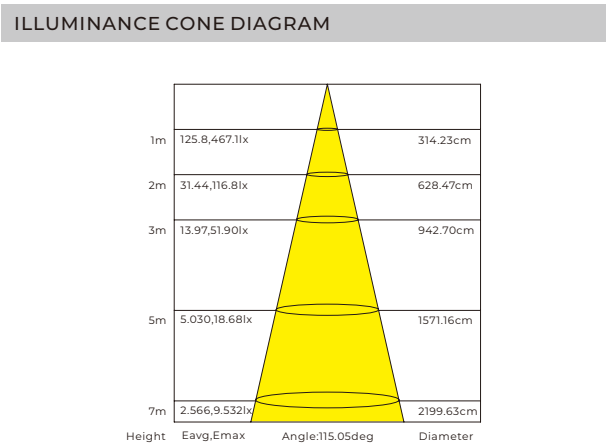 ILLUMINANCE CONE DIAGRAM
1m 125.8,467.1lx 314.23cm
2m 31.44,116.8lx 628.47cm
3m 13.97,51.90lx 942.70cm
5m 5.030,18.68lx 1571.16cm
7m 2.566,9.532lx 2199.63cm
Height Eavg,Emax Angle:115.05deg Diameter